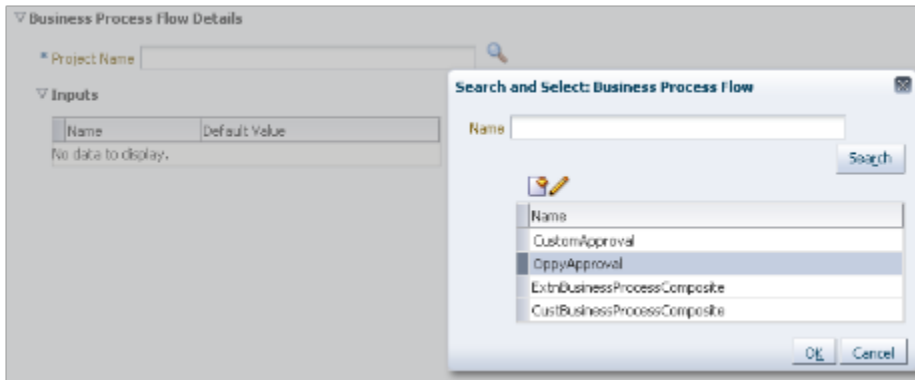 Business Process Flow Details
* Project Name
Inputs
Name Default Value
No data to display.
Search and Select: Business Process Flow
Name
Search
Name
CustomApproval
OppyApproval
ExtnBusinessProcessComposite
CustBusinessProcessComposite
OK Cancel